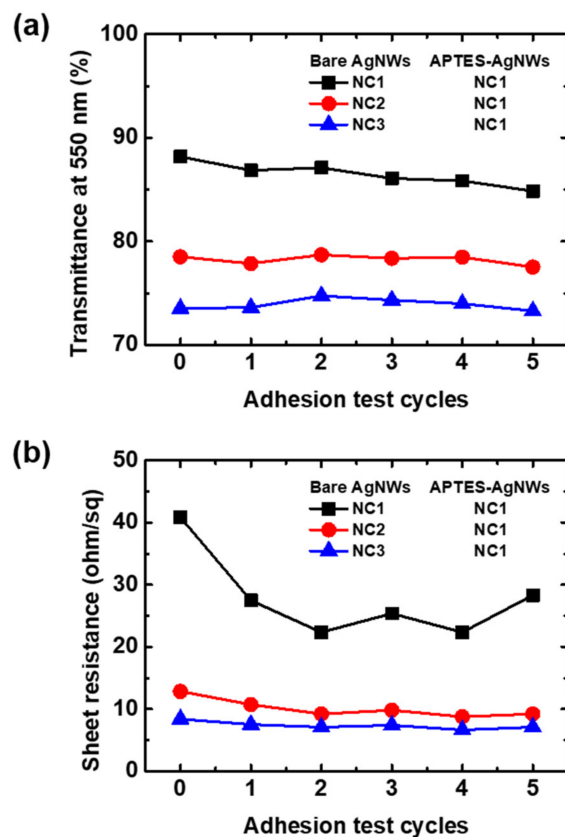 (a)
100
90
80
70
Transmittance at 550 nm (%)
Bare AgNWs APTES-AgNWs
NC1 NC1
NC2 NC1
NC3 NC1
0 1 2 3 4 5
Adhesion test cycles
(b)
50
40
30
20
10
0
Sheet resistance (ohm/sq)
Bare AgNWs APTES-AgNWs
NC1 NC1
NC2 NC1
NC3 NC1
0 1 2 3 4 5
Adhesion test cycles